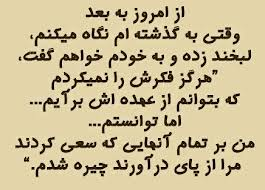 از امروز به بعد
وقتی به گذشته ام نگاه میکنم،
لبخند زده و به خودم خواهم گفت،
"هرگز فکرش را نمیکردم
که بتوانم از عهده اش برآیم...
اما توانستم...
من بر تمام آنهایی که سعی کردند
مرا از پای درآورند چیره شدم."